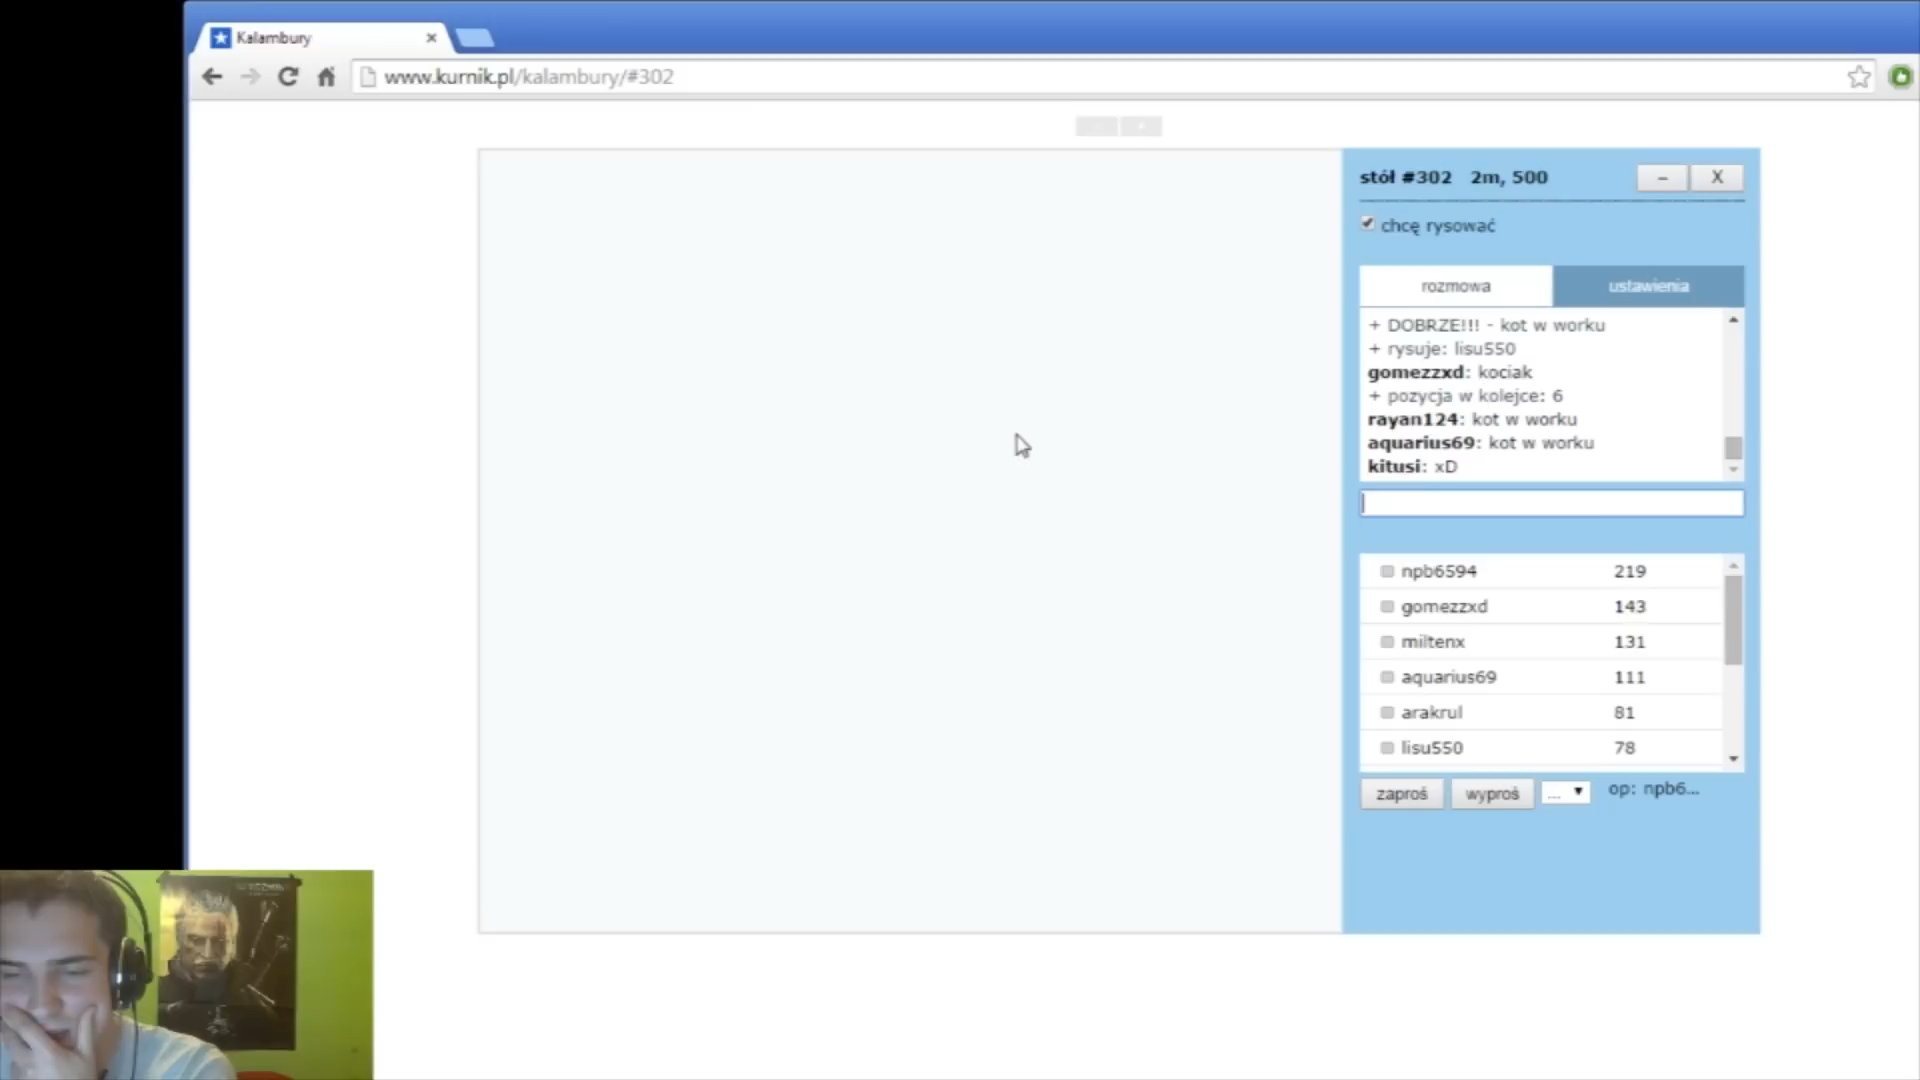 Kalambury
www.kurnik.pl/kalambury/#302
stół #302 2m, 500
– X
chcę rysować
rozmowa ustawienia
+ DOBRZE!!! - kot w worku
+ rysuje: lisu550
gomezzxd: kociak
+ pozycja w kolejce: 6
rayan124: kot w worku
aquarius69: kot w worku
kitusi: xD
npb6594 219
gomezzxd 143
miltenx 131
aquarius69 111
arakrul 81
lisu550 78
zaproś wyproś ... op: npb6...